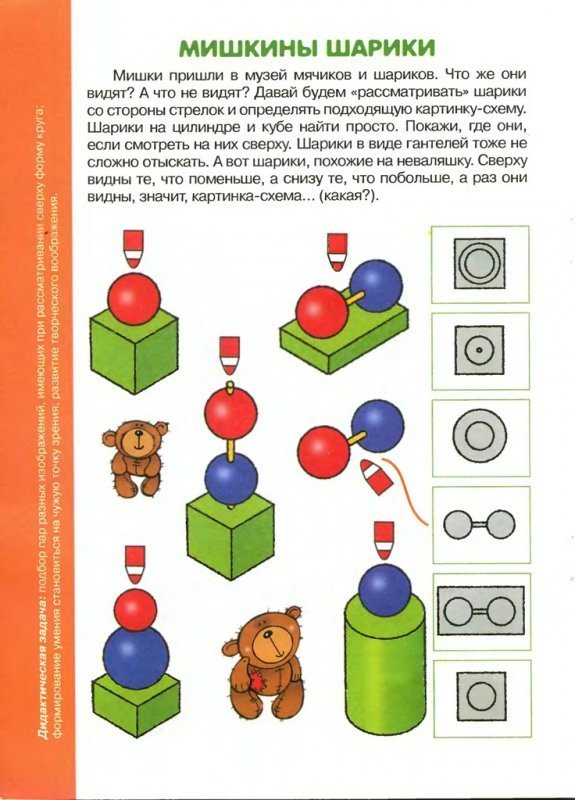 МИШКИНЫ ШАРИКИ
Мишки пришли в музей мячиков и шариков. Что же они
видят? А что не видят? Давай будем «рассматривать» шарики
со стороны стрелок и определять подходящую картинку-схему.
Шарики на цилиндре и кубе найти просто. Покажи, где они,
если смотреть на них сверху. Шарики в виде гантелей тоже не
сложно отыскать. А вот шарики, похожие на неваляшку. Сверху
видны те, что поменьше, а снизу те, что побольше, а раз они
видны, значит, картинка-схема... (какая?).
Дидактическая задача: подбор пар разных изображений, имеющих при рассматривании сверху форму круга;
формирование умения становиться на чужую точку зрения; развитие творческого воображения.